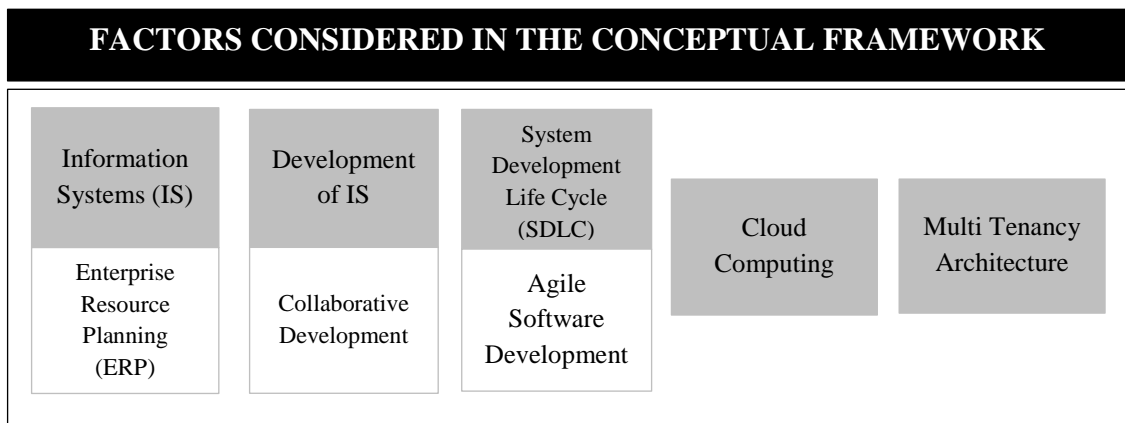 FACTORS CONSIDERED IN THE CONCEPTUAL FRAMEWORK
Information
Systems (IS)
Enterprise
Resource
Planning
(ERP)
Development
of IS
Collaborative
Development
System
Development
Life Cycle
(SDLC)
Agile
Software
Development
Cloud
Computing
Multi Tenancy
Architecture